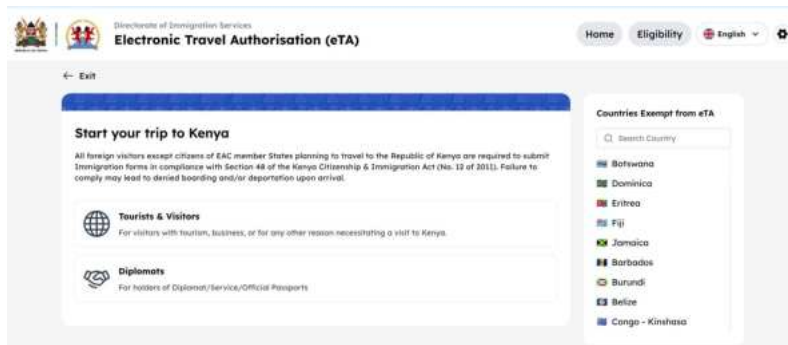 Directorate of Immigration Services
Electronic Travel Authorisation (eTA)
Home
Eligibility
English
← Exit
Start your trip to Kenya
All foreign visitors except citizens of EAC member States planning to travel to the Republic of Kenya are required to submit
Immigration forms in compliance with Section 48 of the Kenya Citizenship & Immigration Act (No. 12 of 2011). Failure to
comply may lead to denied boarding and/or deportation upon arrival.
Tourists & Visitors
For visitors with tourism, business, or for any other reason necessitating a visit to Kenya.
Diplomats
For holders of Diplomat/Service/Official Passports
Countries Exempt from eTA
Search Country
Botswana
Dominica
Eritrea
Fiji
Jamaica
Barbados
Burundi
Belize
Congo - Kinshasa